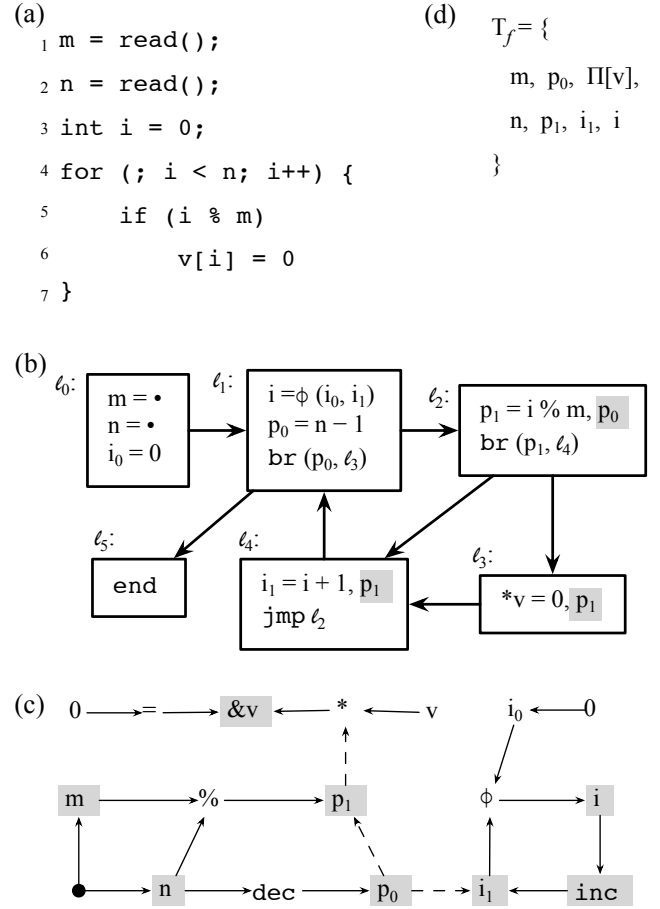 (a)
1 m = read();
2 n = read();
3 int i = 0;
4 for (; i < n; i++) {
5 if (i % m)
6 v[i] = 0
7 }
(d)
T_f = {
m, p₀, Π[v],
n, p₁, i₁, i
}
(b)
ℓ₀:
m = •
n = •
i₀ = 0
ℓ₁:
i =ϕ (i₀, i₁)
p₀ = n − 1
br (p₀, ℓ₃)
ℓ₂:
p₁ = i % m, p₀
br (p₁, ℓ₄)
ℓ₅:
end
ℓ₄:
i₁ = i + 1, p₁
jmp ℓ₂
ℓ₃:
*v = 0, p₁
(c)
0 = &v * v i₀ 0
m % p₁ ϕ i
n dec p₀ i₁ inc